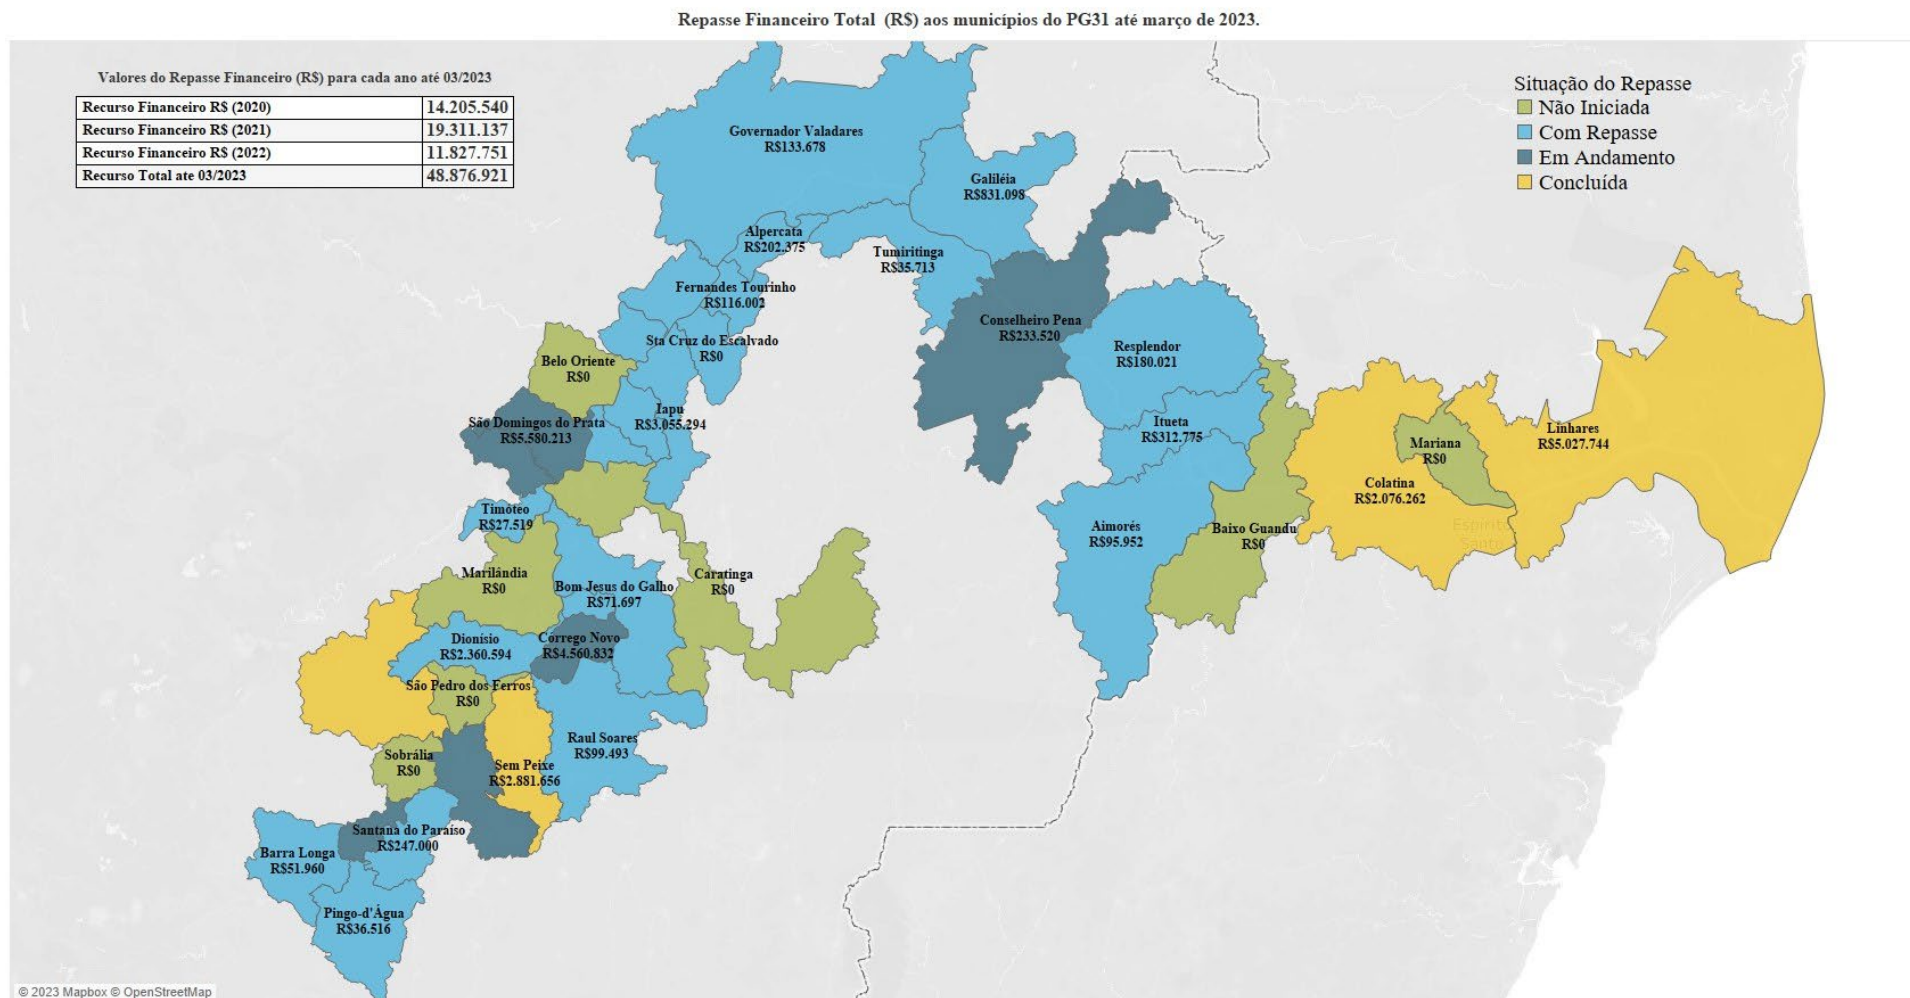 Repasse Financeiro Total (R$) aos municípios do PG31 até março de 2023.
Valores do Repasse Financeiro (R$) para cada ano até 03/2023
Recurso Financeiro R$ (2020) 14.205.540
Recurso Financeiro R$ (2021) 19.311.137
Recurso Financeiro R$ (2022) 11.827.751
Recurso Total ate 03/2023 48.876.921
Situação do Repasse
Não Iniciada
Com Repasse
Em Andamento
Concluída
Governador Valadares
R$133.678
Galiléia
R$831.098
Alpercata
R$202.375
Tumiritinga
R$35.713
Fernandes Tourinho
R$116.002
Conselheiro Pena
R$233.520
Sta Cruz do Escalvado
R$0
Resplendor
R$180.021
Belo Oriente
R$0
Iapu
R$3.055.294
São Domingos do Prata
R$5.580.213
Itueta
R$312.775
Mariana
R$0
Linhares
R$5.027.744
Colatina
R$2.076.262
Espírito
Santo
Timóteo
R$27.519
Aimorés
R$95.952
Baixo Guandu
R$0
Marilândia
R$0
Bom Jesus do Galho
R$71.697
Caratinga
R$0
Dionísio
R$2.360.594
Córrego Novo
R$4.560.832
São Pedro dos Ferros
R$0
Raul Soares
R$99.493
Sobrália
R$0
Sem Peixe
R$2.881.656
Santana do Paraíso
R$247.000
Barra Longa
R$51.960
Pingo-d'Água
R$36.516
© 2023 Mapbox © OpenStreetMap